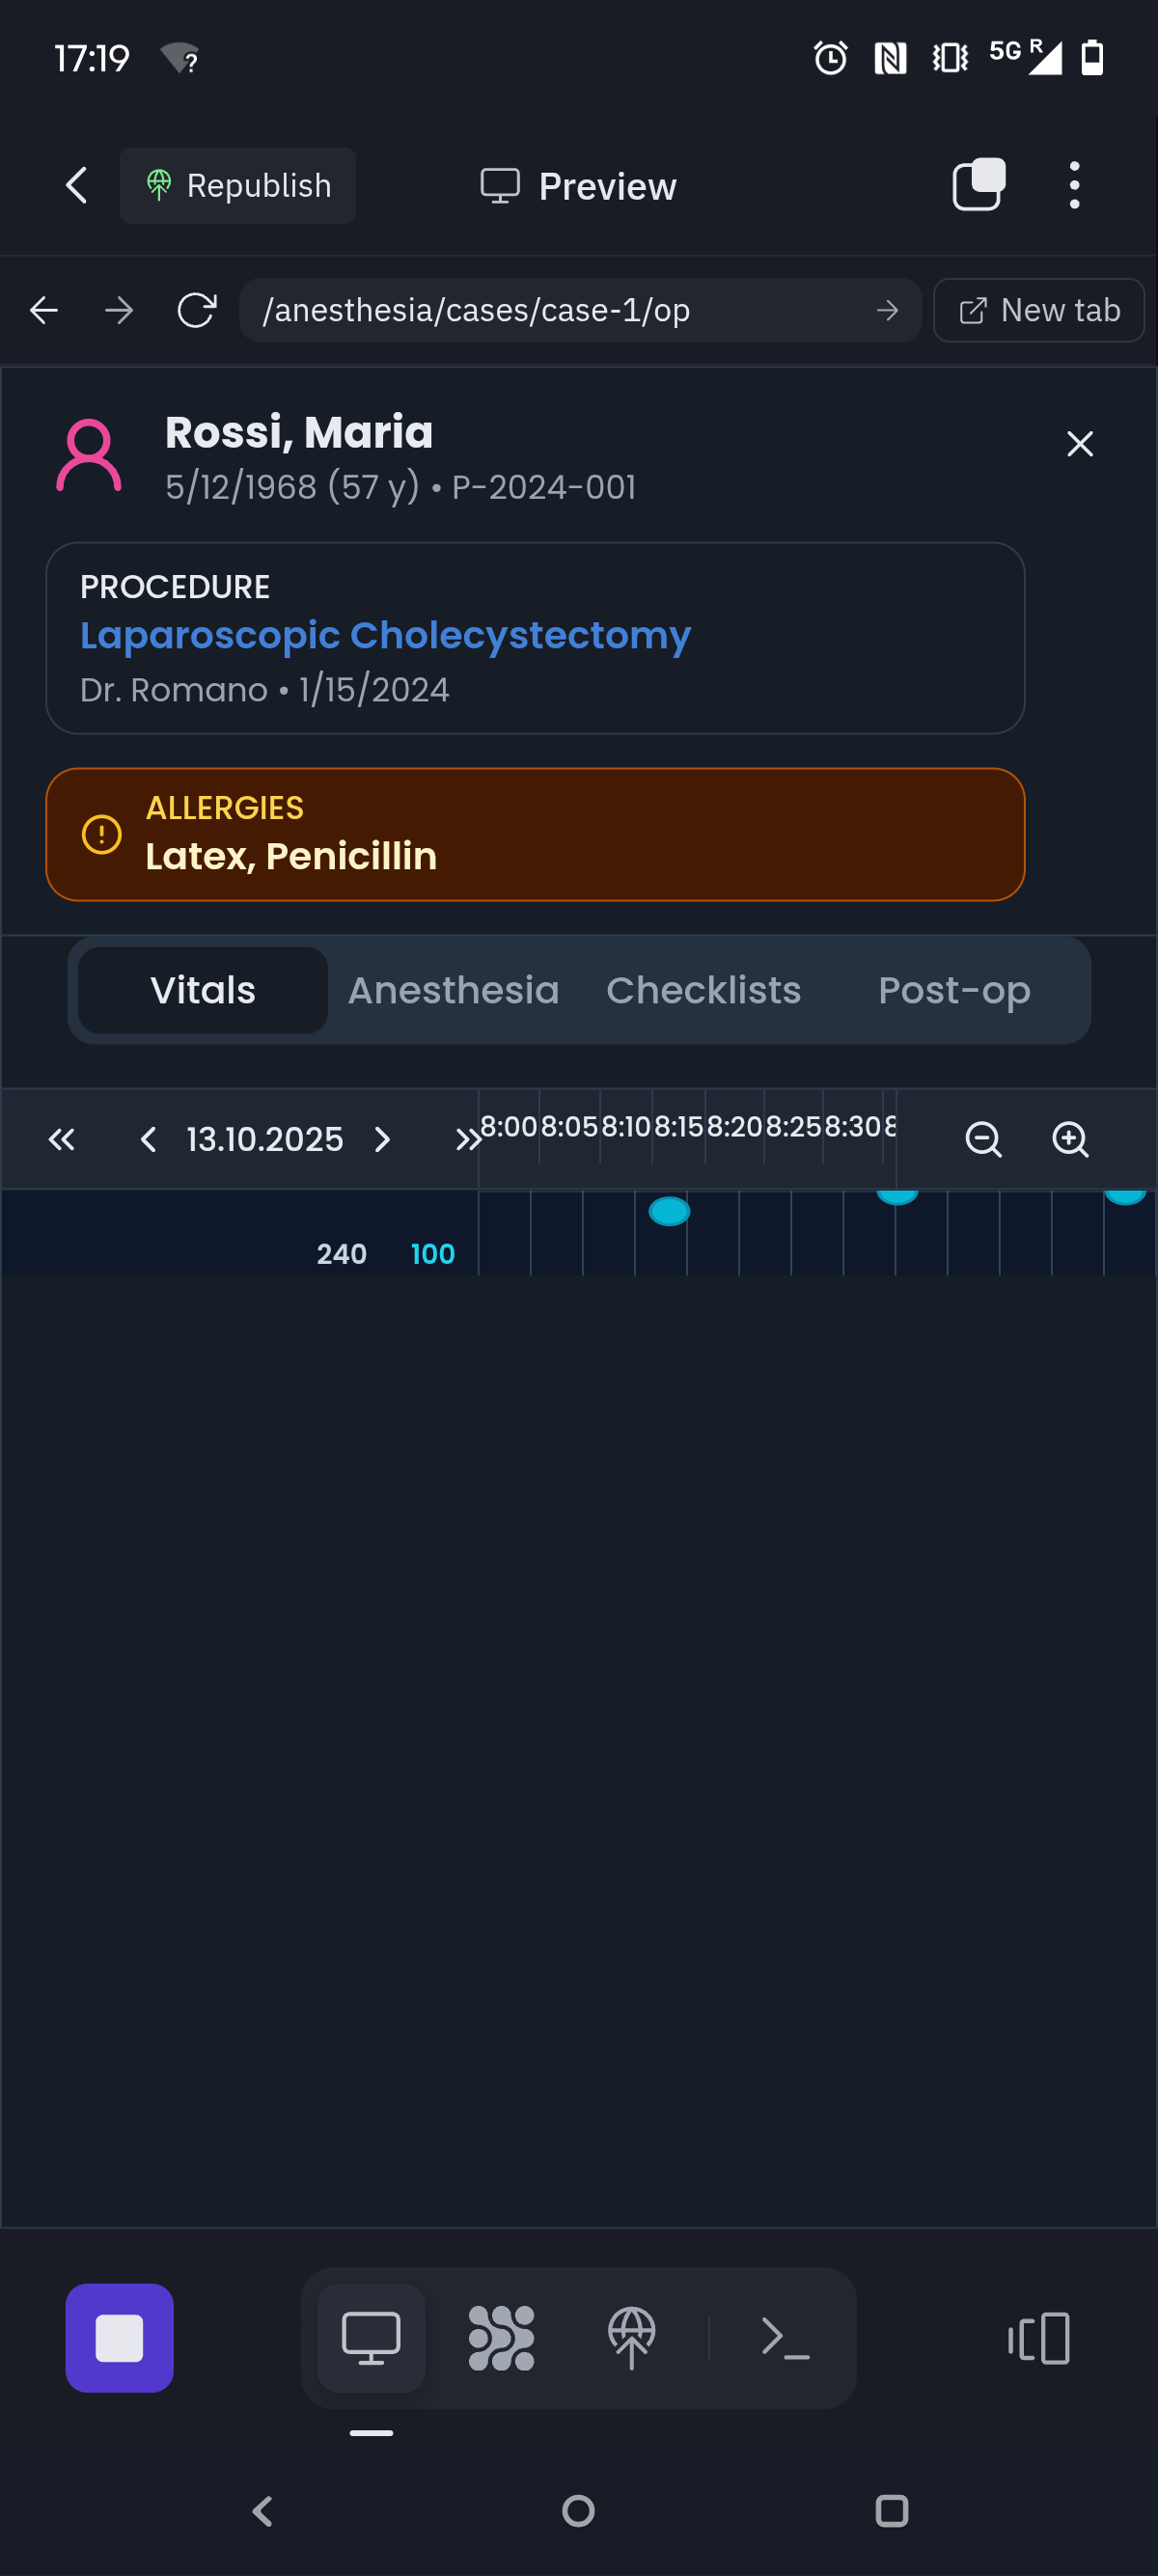 17:19
5G R
Republish
Preview
/anesthesia/cases/case-1/op
New tab
Rossi, Maria
5/12/1968 (57 y) • P-2024-001
PROCEDURE
Laparoscopic Cholecystectomy
Dr. Romano • 1/15/2024
ALLERGIES
Latex, Penicillin
Vitals
Anesthesia
Checklists
Post-op
13.10.2025
8:00 8:05 8:10 8:15 8:20 8:25 8:30 8
240 100